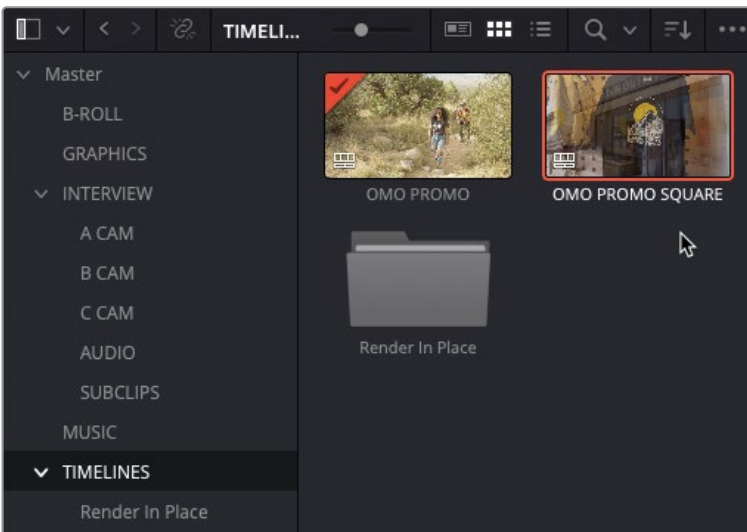 TIMELI...
Master
B-ROLL
GRAPHICS
INTERVIEW
A CAM
B CAM
C CAM
AUDIO
SUBCLIPS
MUSIC
TIMELINES
Render In Place
OMO PROMO
OMO PROMO SQUARE
Render In Place